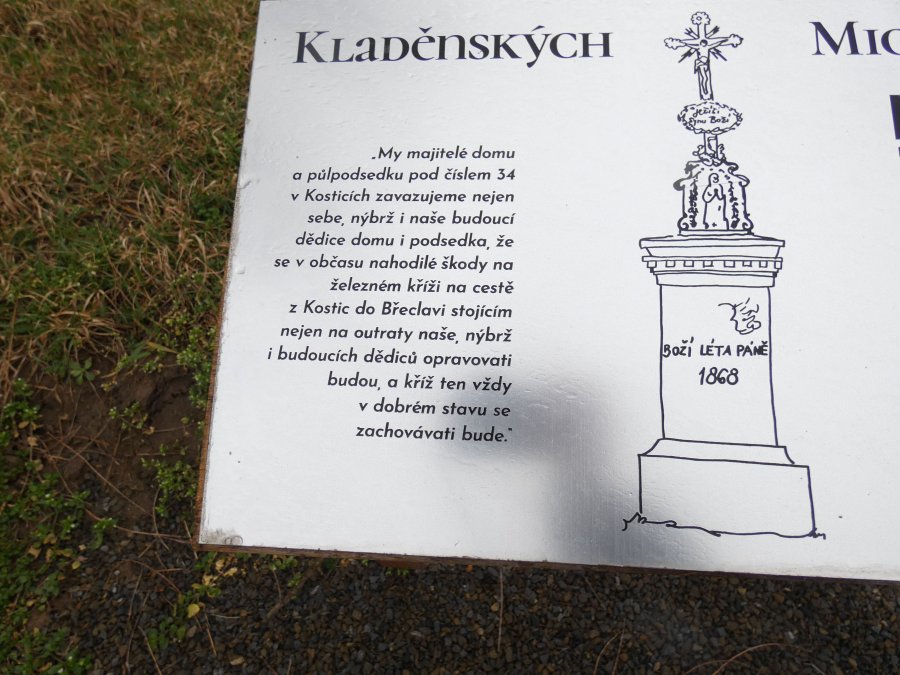 Kladěnských
„My majitelé domu
a půlpodsedku pod číslem 34
v Kosticích zavazujeme nejen
sebe, nýbrž i naše budoucí
dědice domu i podsedka, že
se v občasu nahodilé škody na
železném kříži na cestě
z Kostic do Břeclavi stojícím
nejen na outraty naše, nýbrž
i budoucích dědiců opravovati
budou, a kříž ten vždy
v dobrém stavu se
zachovávati bude."
Boží
BOŽÍ LÉTA PÁNĚ
1868